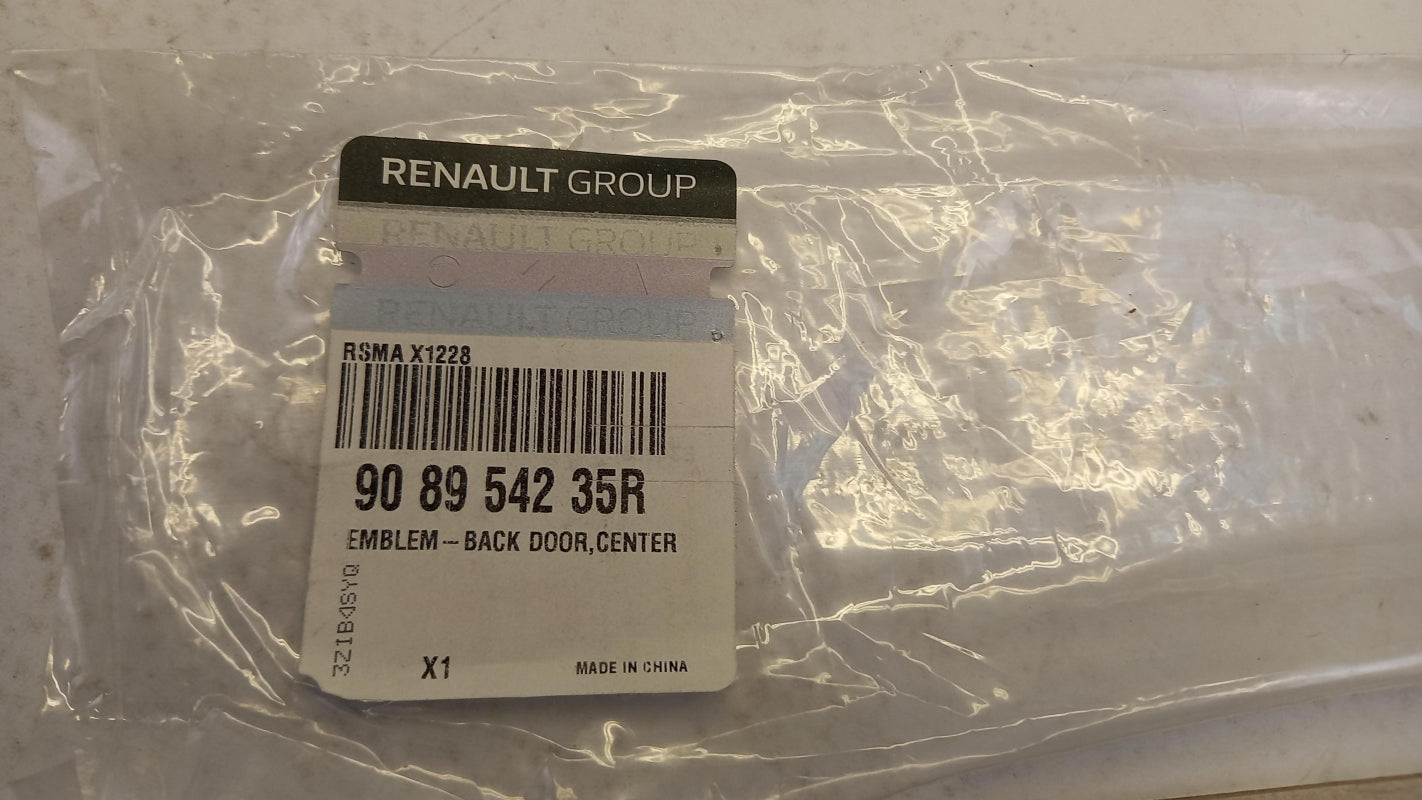 RENAULT GROUP
RENAULT GROUP
RENAULT GROUP
RSMA X1228
90 89 542 35R
EMBLEM-BACK DOOR,CENTER
3ZIB4SYQ
X1
MADE IN CHINA